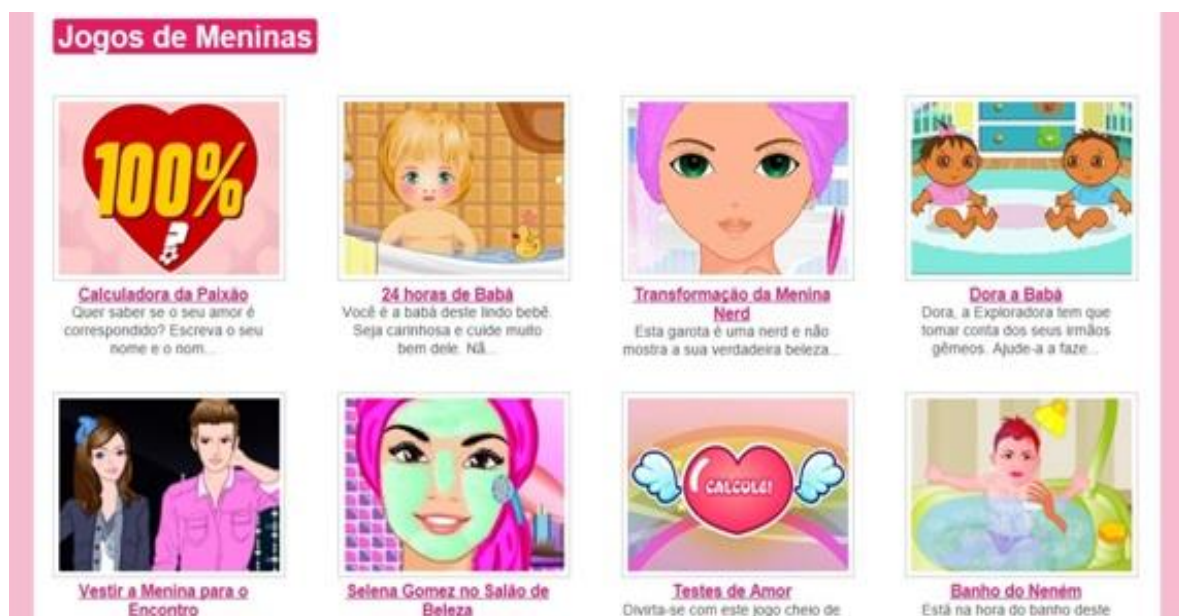 Jogos de Meninas
100%
?
Calculadora da Paixão
Quer saber se o seu amor é
correspondido? Escreva o seu
nome e o nom...
24 horas de Babá
Você é a babá deste lindo bebê.
Seja carinhosa e cuide muito
bem dele. Nã...
Transformação da Menina
Nerd
Esta garota é uma nerd e não
mostra a sua verdadeira beleza...
Dora a Babá
Dora, a Exploradora tem que
tomar conta dos seus irmãos
gêmeos. Ajude-a a faze...
Vestir a Menina para o
Encontro
Selena Gomez no Salão de
Beleza
CALCULE!
Testes de Amor
Divirta-se com este jogo cheio de
Banho do Neném
Está na hora do banho deste